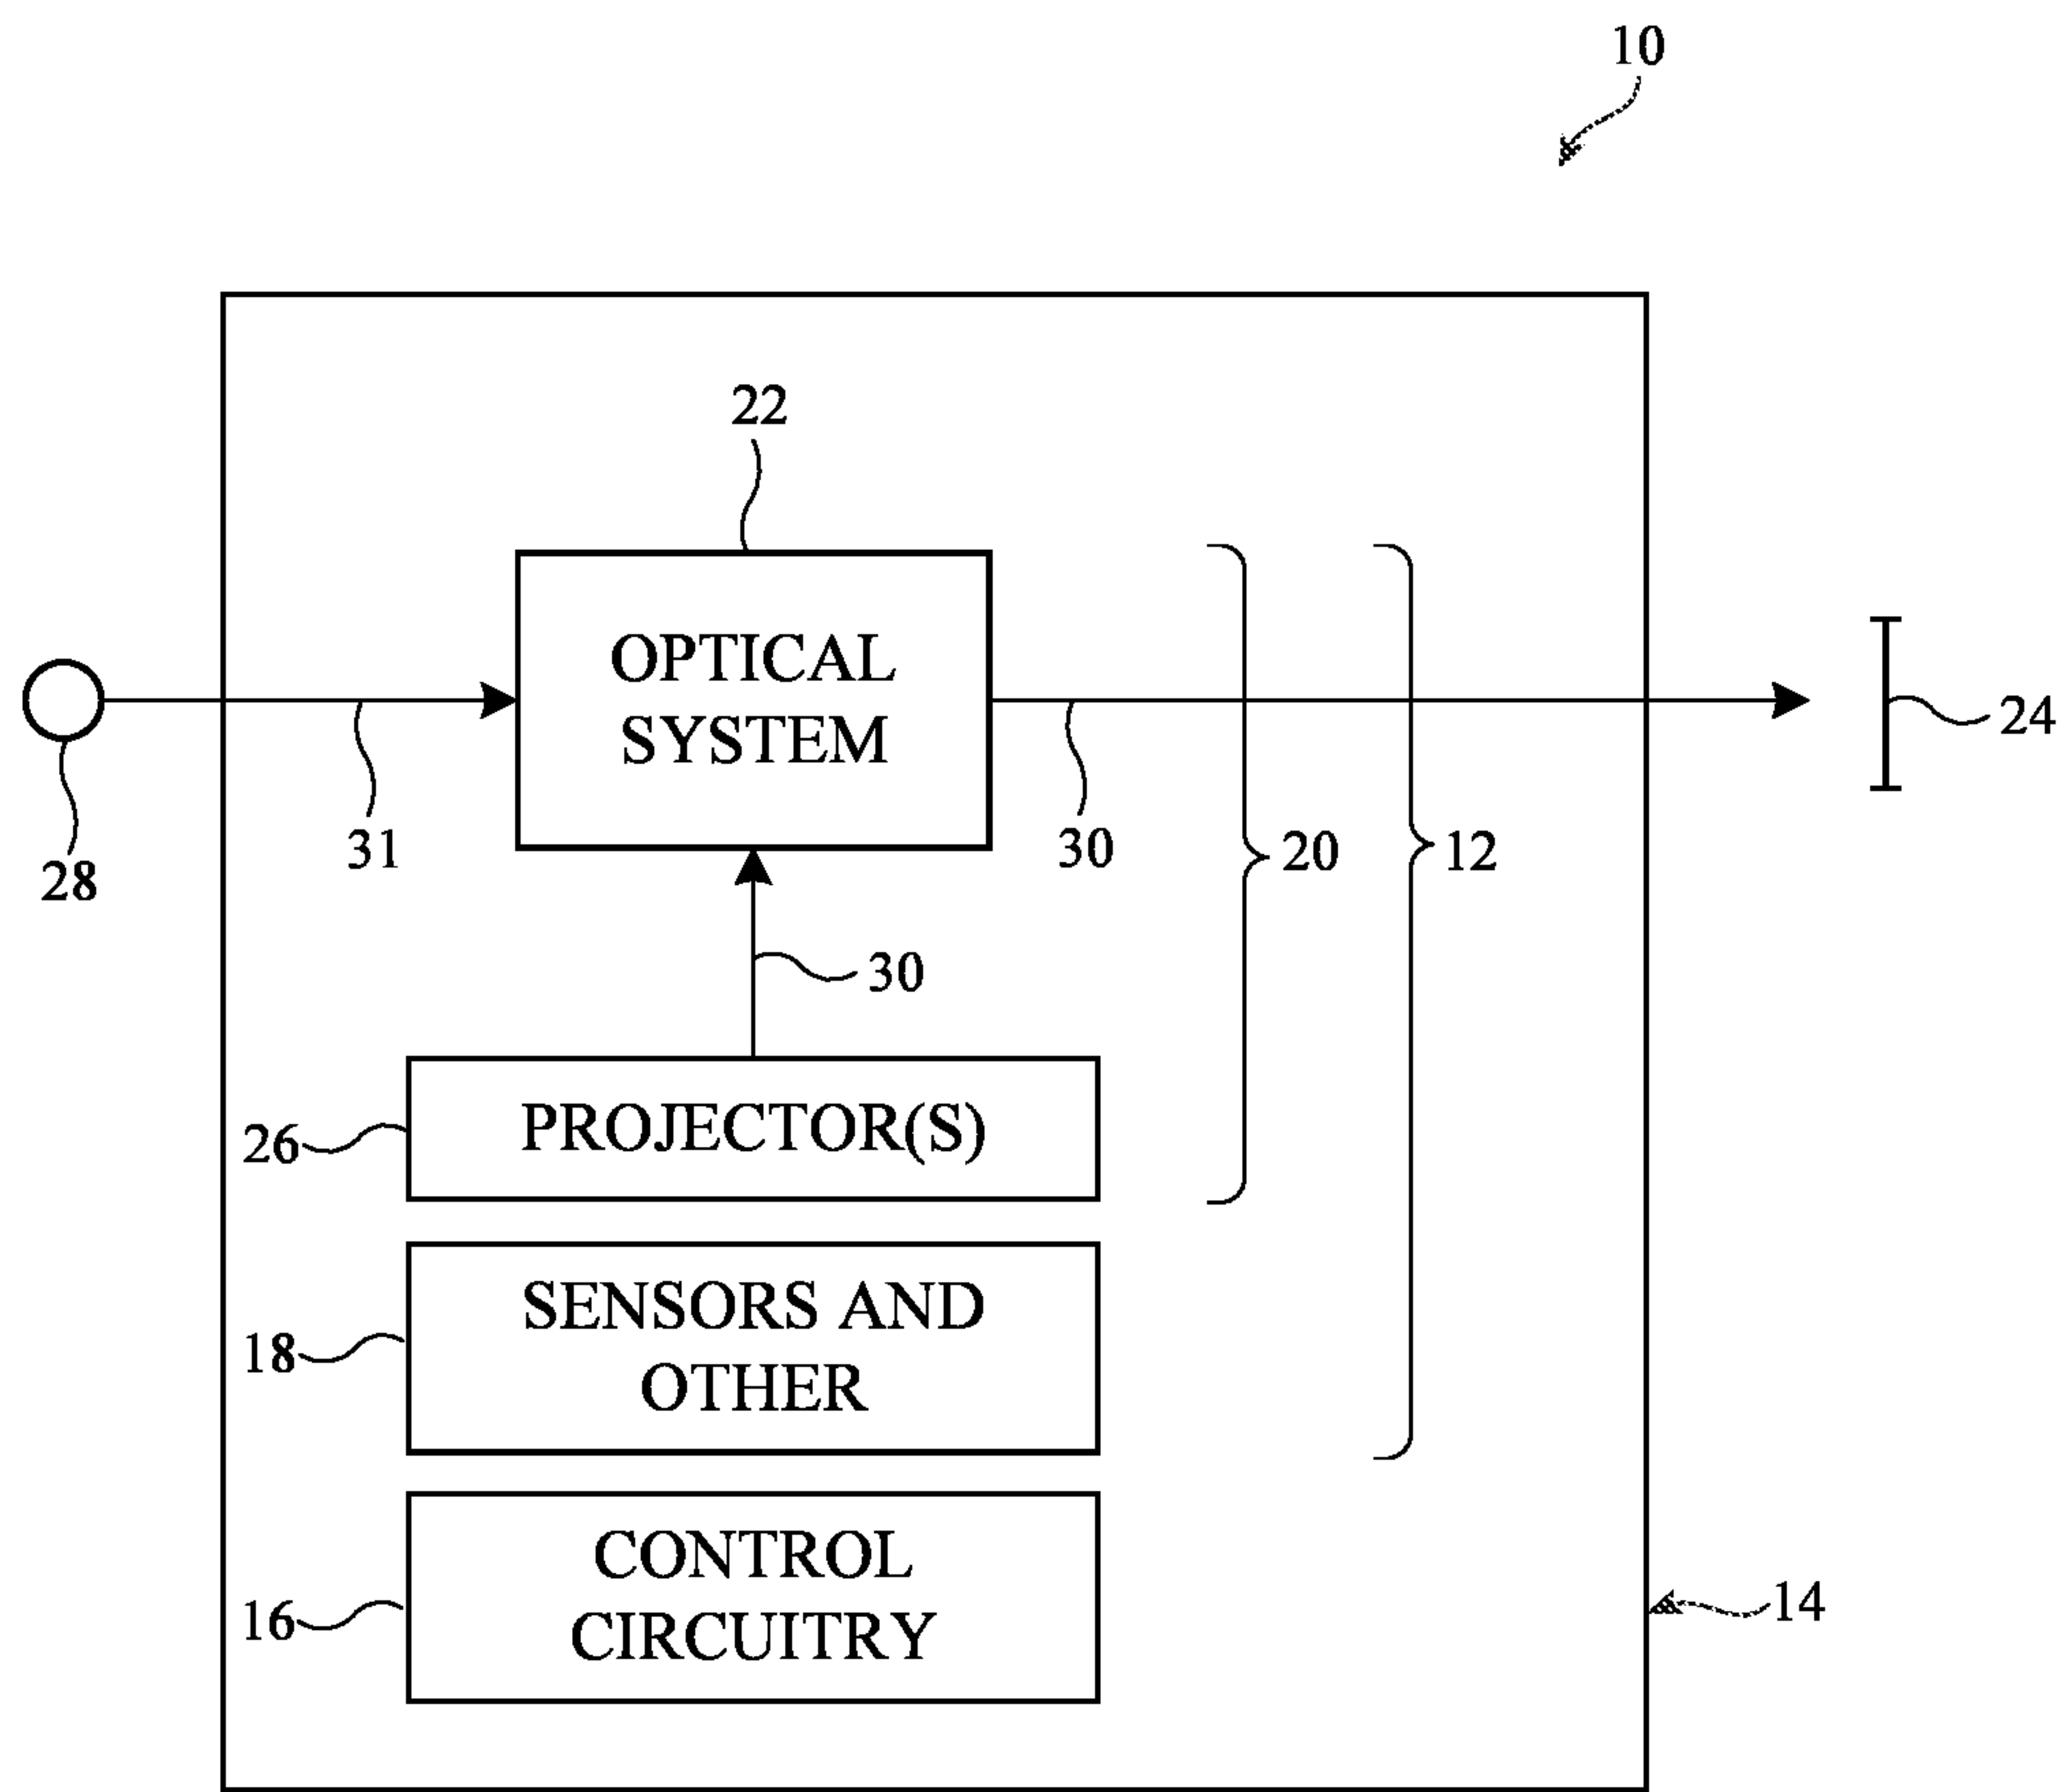 10
22
OPTICAL
SYSTEM
24
28
31
30
20
12
30
PROJECTOR(S)
26
SENSORS AND
OTHER
18
CONTROL
CIRCUITRY
16
14